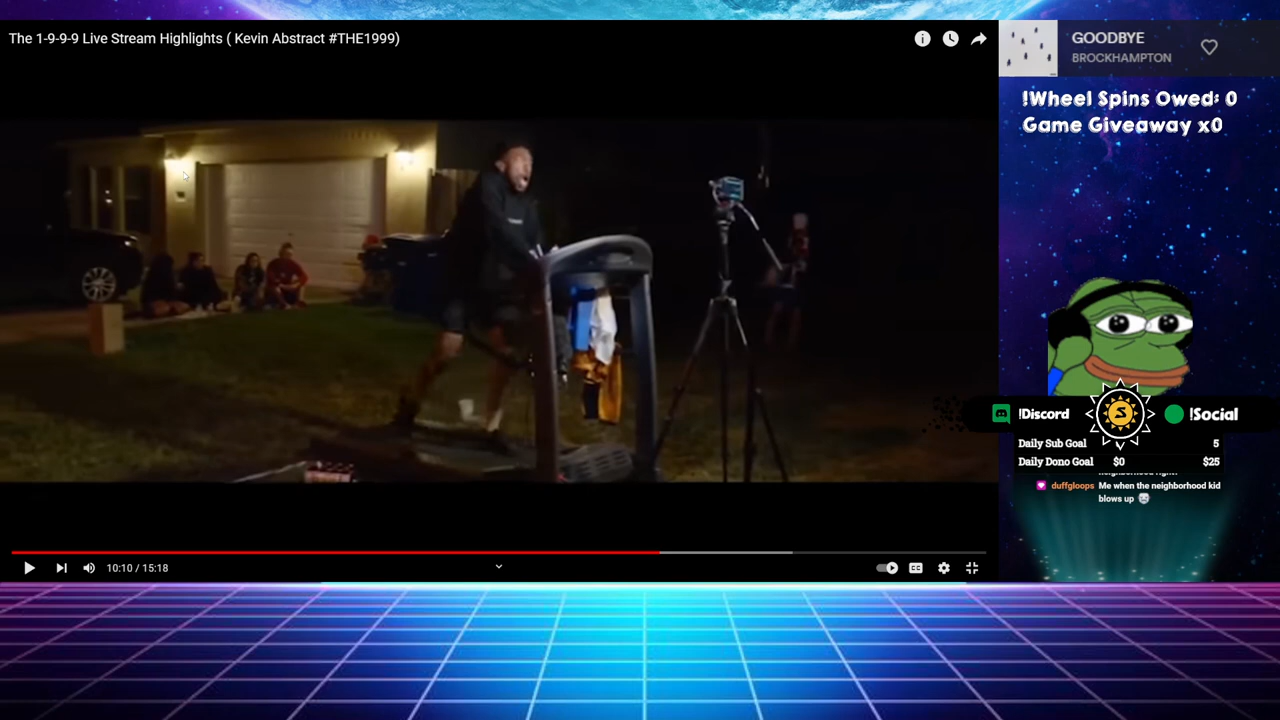 The 1-9-9-9 Live Stream Highlights ( Kevin Abstract #THE1999)
GOODBYE
BROCKHAMPTON
!Wheel Spins Owed: 0
Game Giveaway x0
!Discord
S
!Social
Daily Sub Goal 5
Daily Dono Goal $0 $25
duffgloops Me when the neighborhood kid
blows up
10:10 / 15:18
CC